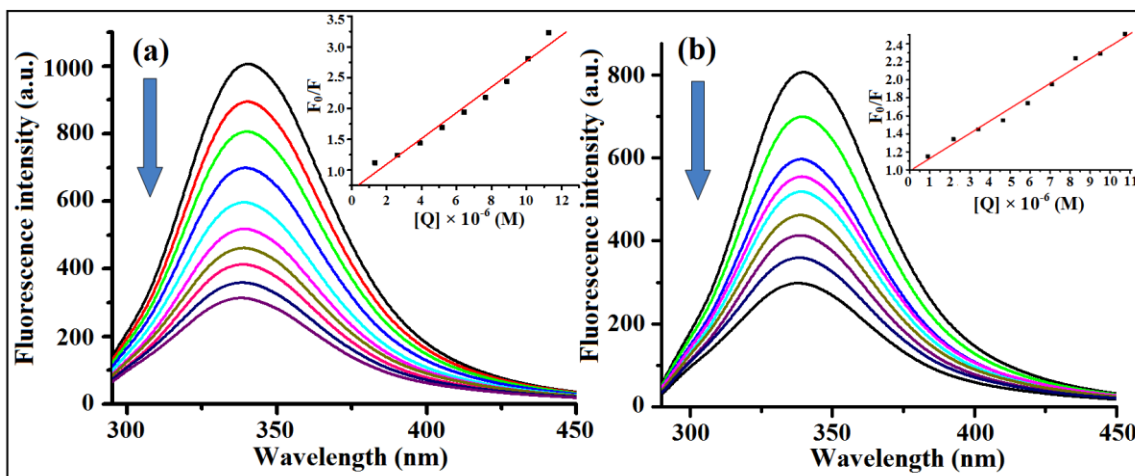 (a)
Fluorescence intensity (a.u.)
1000
800
600
400
200
0
300
350
400
450
Wavelength (nm)
F₀/F
3.5
3.0
2.5
2.0
1.5
1.0
0 2 4 6 8 10 12
[Q] × 10⁻⁶ (M)
(b)
Fluorescence intensity (a.u.)
800
600
400
200
0
300
350
400
450
Wavelength (nm)
F₀/F
2.4
2.2
2.0
1.8
1.6
1.4
1.2
1.0
0 1 2 3 4 5 6 7 8 9 10 11
[Q] × 10⁻⁶ (M)